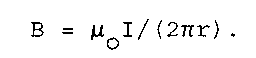 B = μ₀I/(2πr).